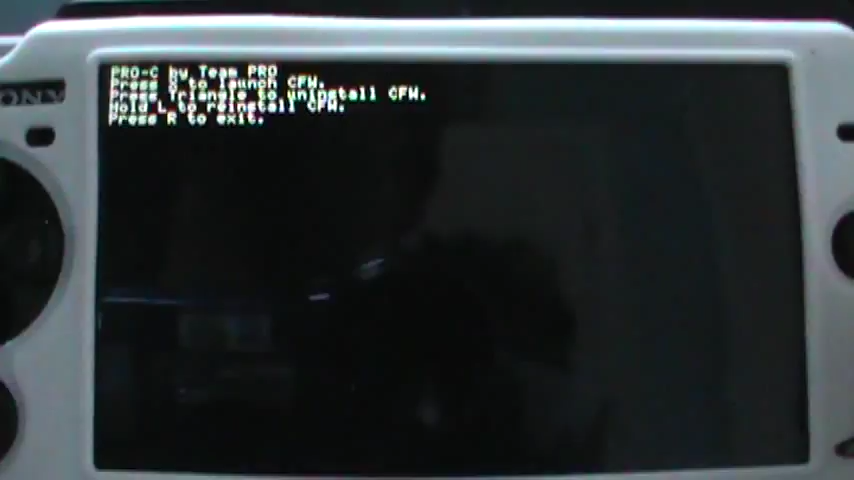 SONY
PRO-C by Team PRO
Press X to launch CFW.
Press Triangle to uninstall CFW.
Hold L to reinstall CFW.
Press R to exit.